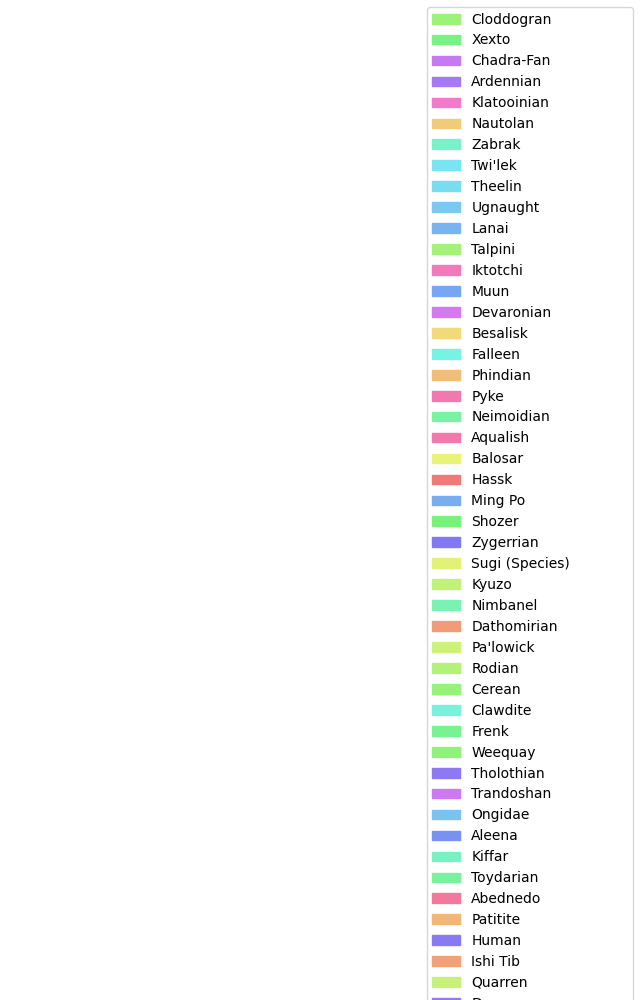 Cloddogran
Xexto
Chadra-Fan
Ardennian
Klatooinian
Nautolan
Zabrak
Twi'lek
Theelin
Ugnaught
Lanai
Talpini
Iktotchi
Muun
Devaronian
Besalisk
Falleen
Phindian
Pyke
Neimoidian
Aqualish
Balosar
Hassk
Ming Po
Shozer
Zygerrian
Sugi (Species)
Kyuzo
Nimbanel
Dathomirian
Pa'lowick
Rodian
Cerean
Clawdite
Frenk
Weequay
Tholothian
Trandoshan
Ongidae
Aleena
Kiffar
Toydarian
Abednedo
Patitite
Human
Ishi Tib
Quarren